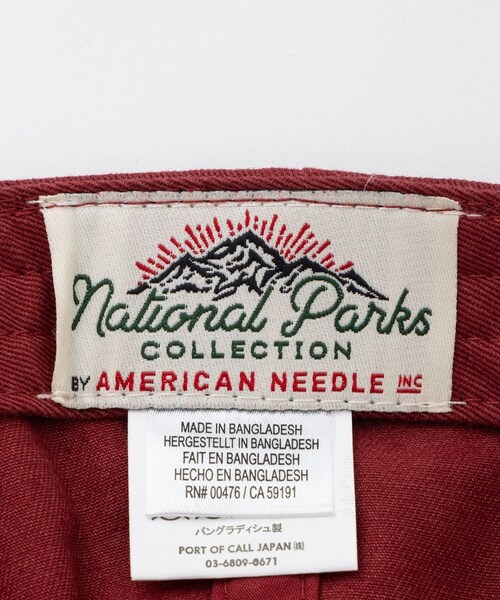 National Parks
COLLECTION
BY AMERICAN NEEDLE INC
MADE IN BANGLADESH
HERGESTELLT IN BANGLADESH
FAIT EN BANGLADESH
HECHO EN BANGLADESH
RN# 00476 / CA 59191
バングラディシュ製
PORT OF CALL JAPAN (株)
03-6809-0671